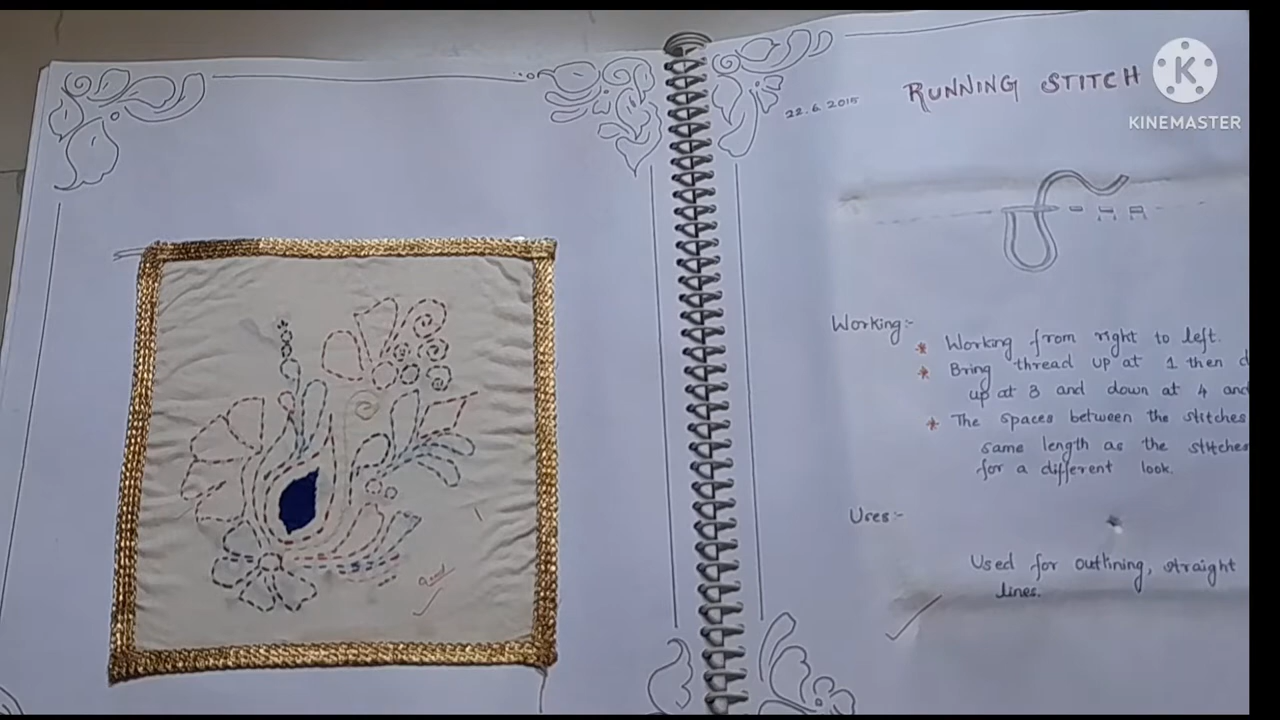 22.6.2015
RUNNING STITCH
KINEMASTER
Working:-
* Working from right to left.
* Bring thread up at 1 then d
up at 3 and down at 4 and
* The spaces between the stitches
same length as the stitches
for a different look.
Uses:-
Used for outlining, straight
lines.
Good